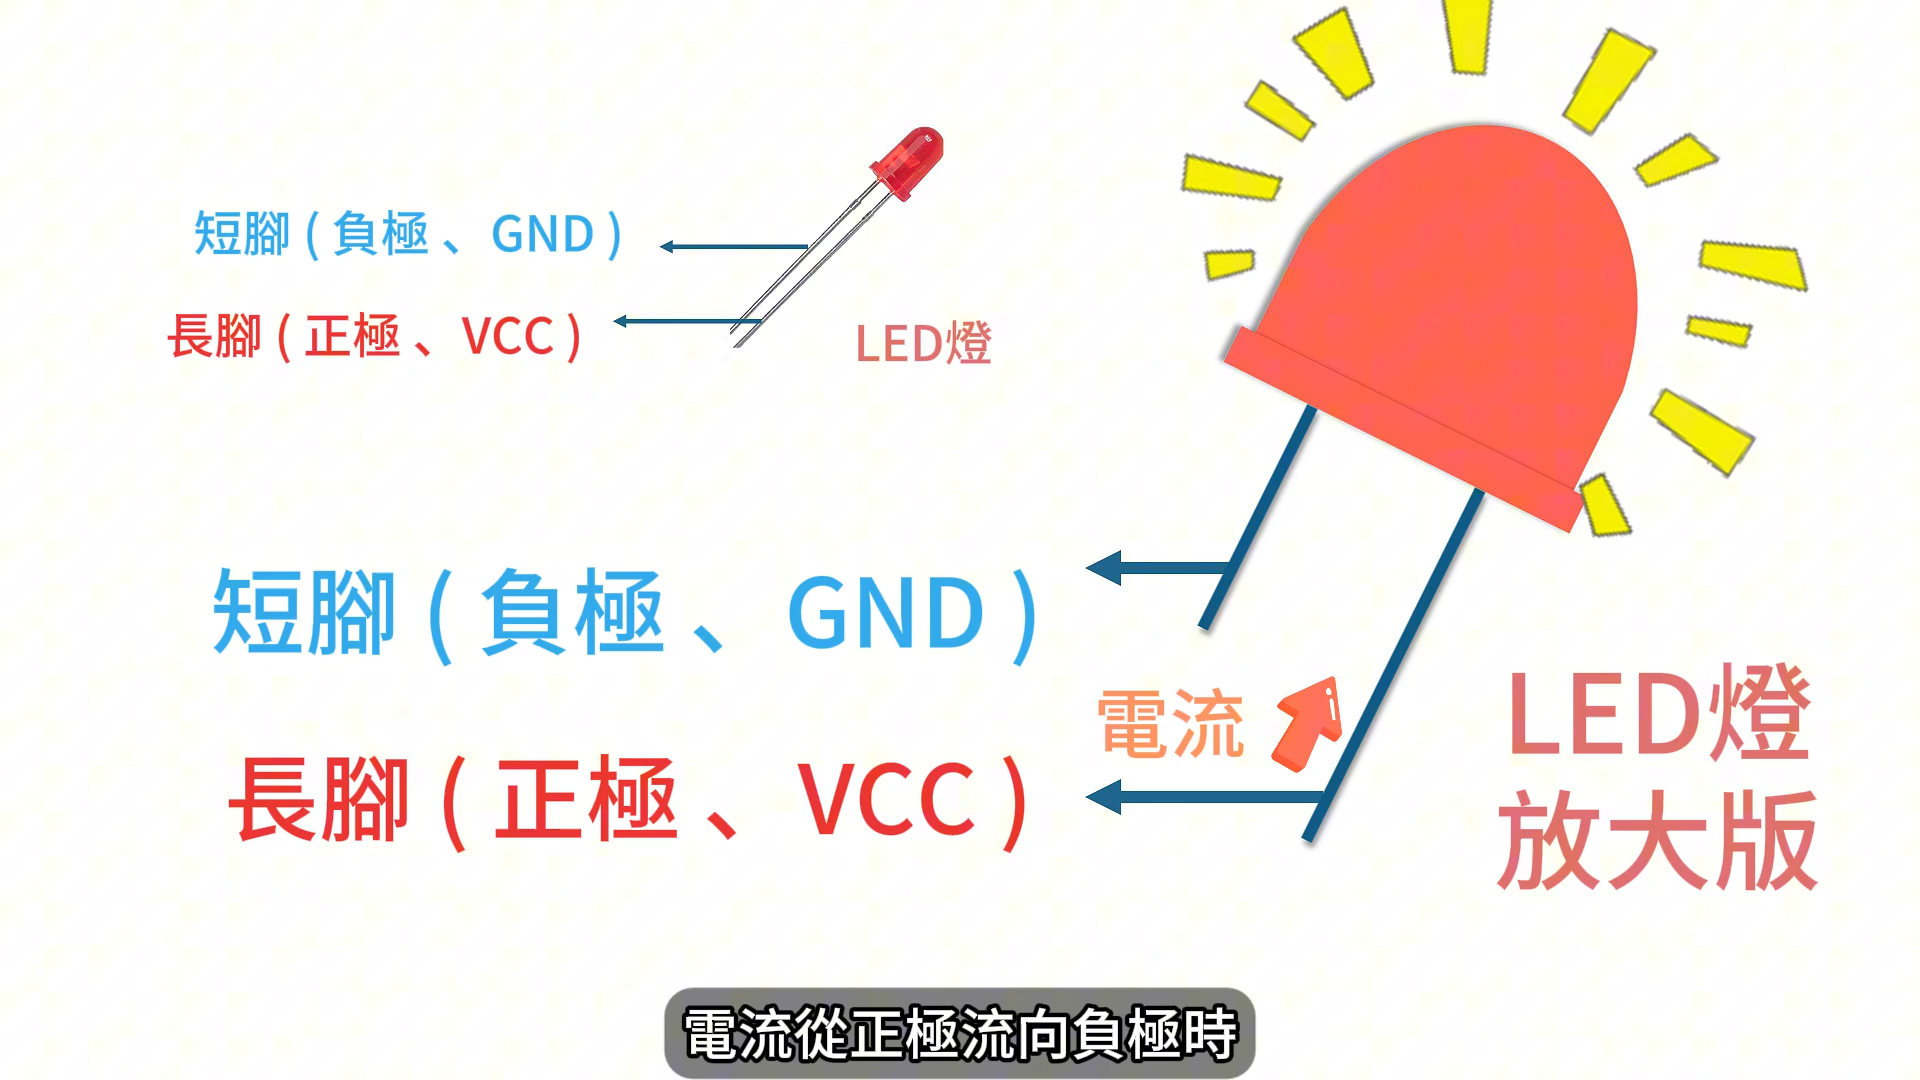 短腳 ( 負極 、 GND )
長腳 ( 正極 、 VCC )
LED燈
短腳 ( 負極 、 GND )
電流
長腳 ( 正極 、 VCC )
LED燈
放大版
電流從正極流向負極時